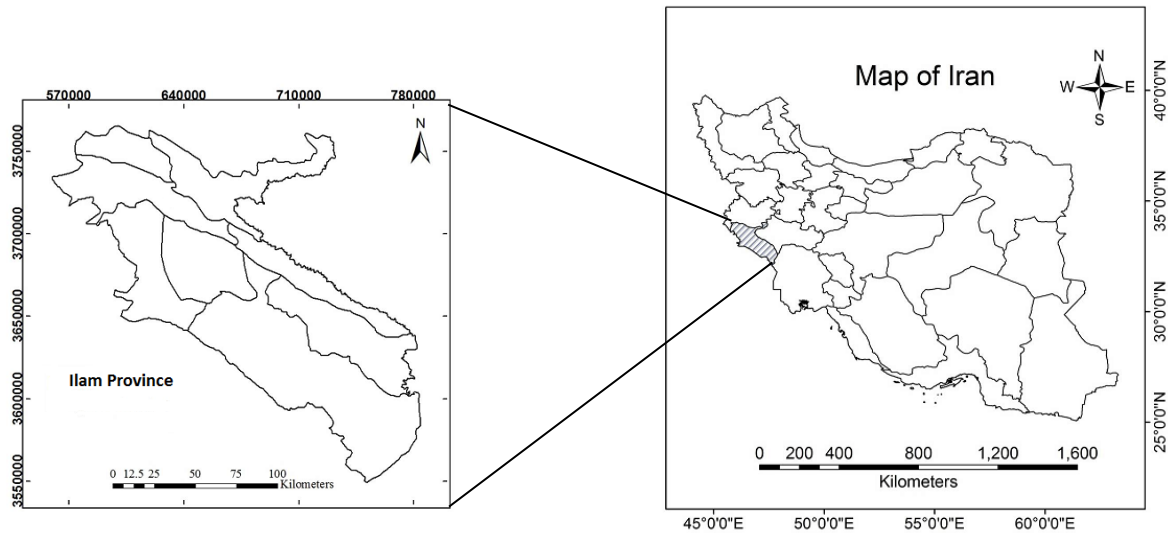 570000 640000 710000 780000
3750000
3700000
3650000
3600000
3550000
N
Ilam Province
0 12.5 25 50 75 100
Kilometers
Map of Iran
N
W E
S
40°0'0"N
35°0'0"N
30°0'0"N
25°0'0"N
0 200 400 800 1,200 1,600
Kilometers
45°0'0"E 50°0'0"E 55°0'0"E 60°0'0"E